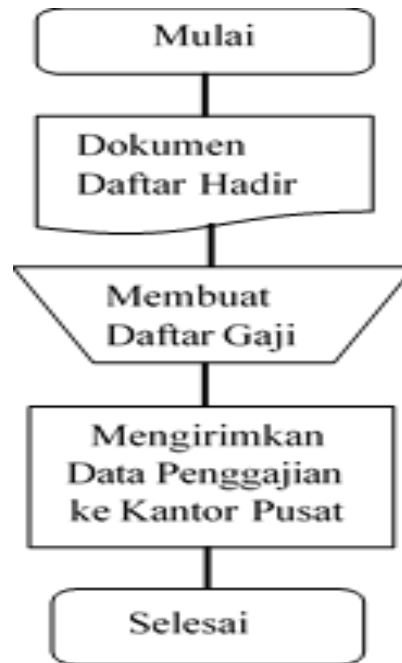 Mulai
Dokumen
Daftar Hadir
Membuat
Daftar Gaji
Mengirimkan
Data Penggajian
ke Kantor Pusat
Selesai